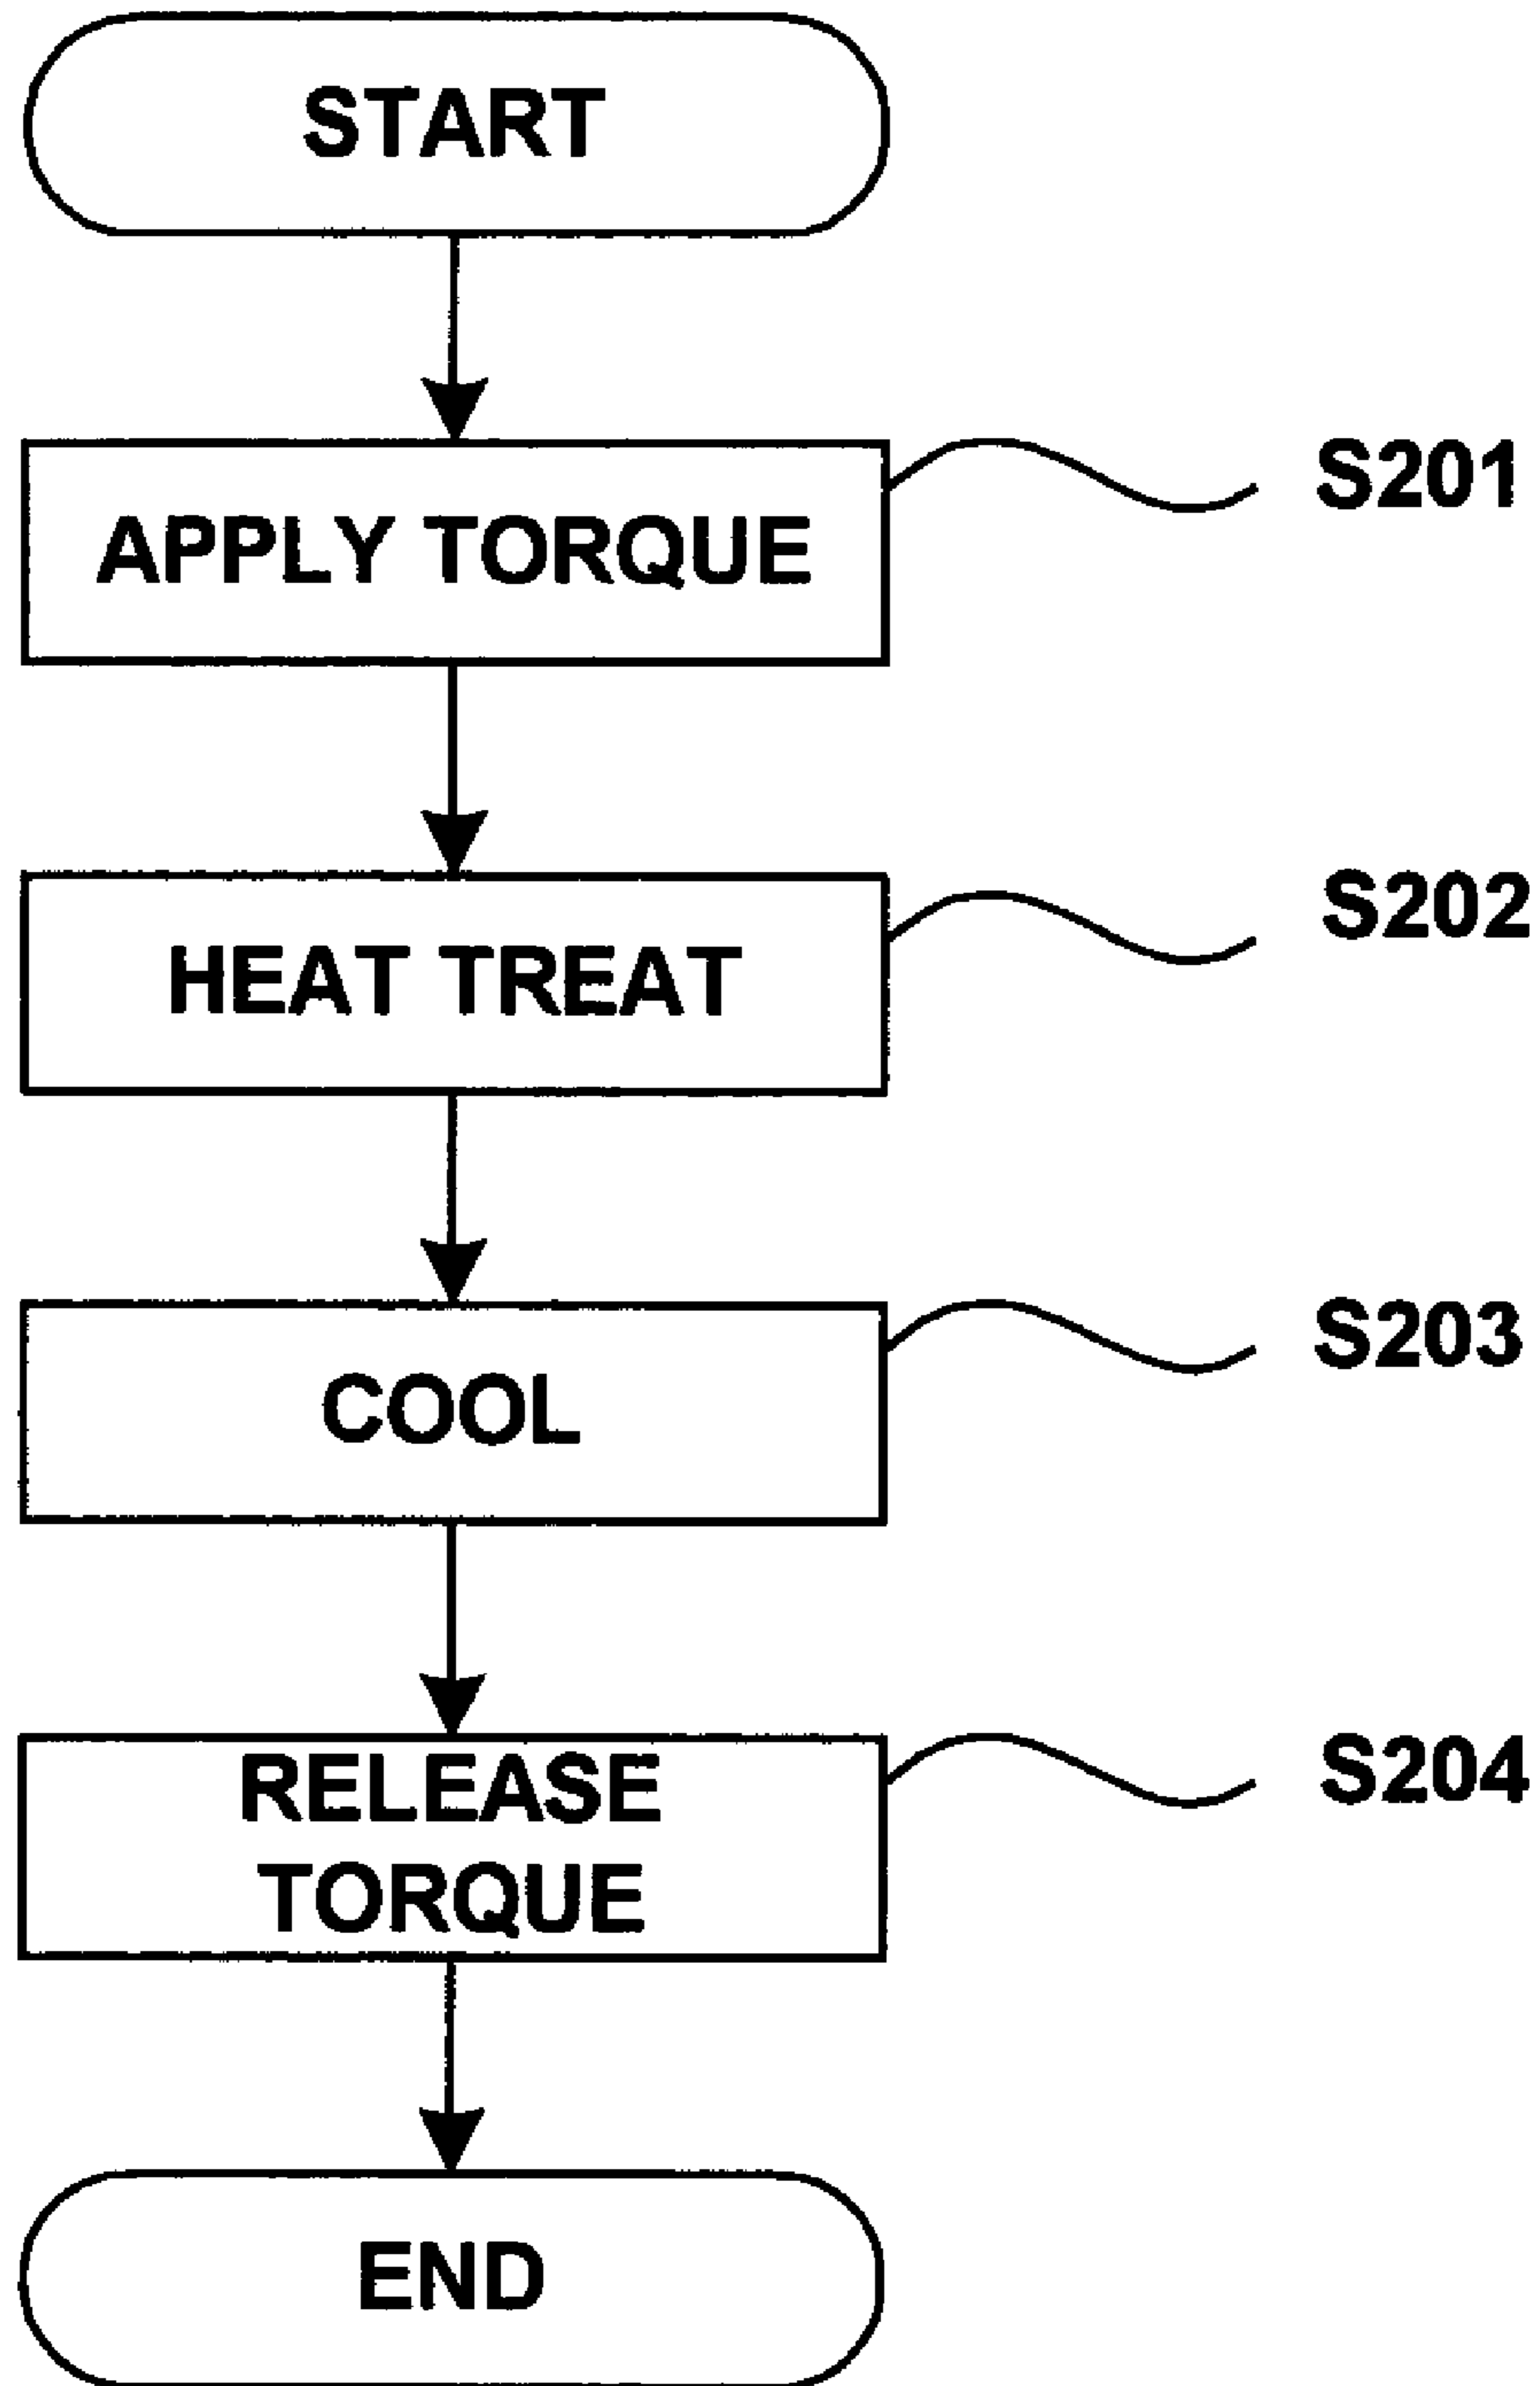 START
APPLY TORQUE
S201
HEAT TREAT
S202
COOL
S203
RELEASE
TORQUE
S204
END